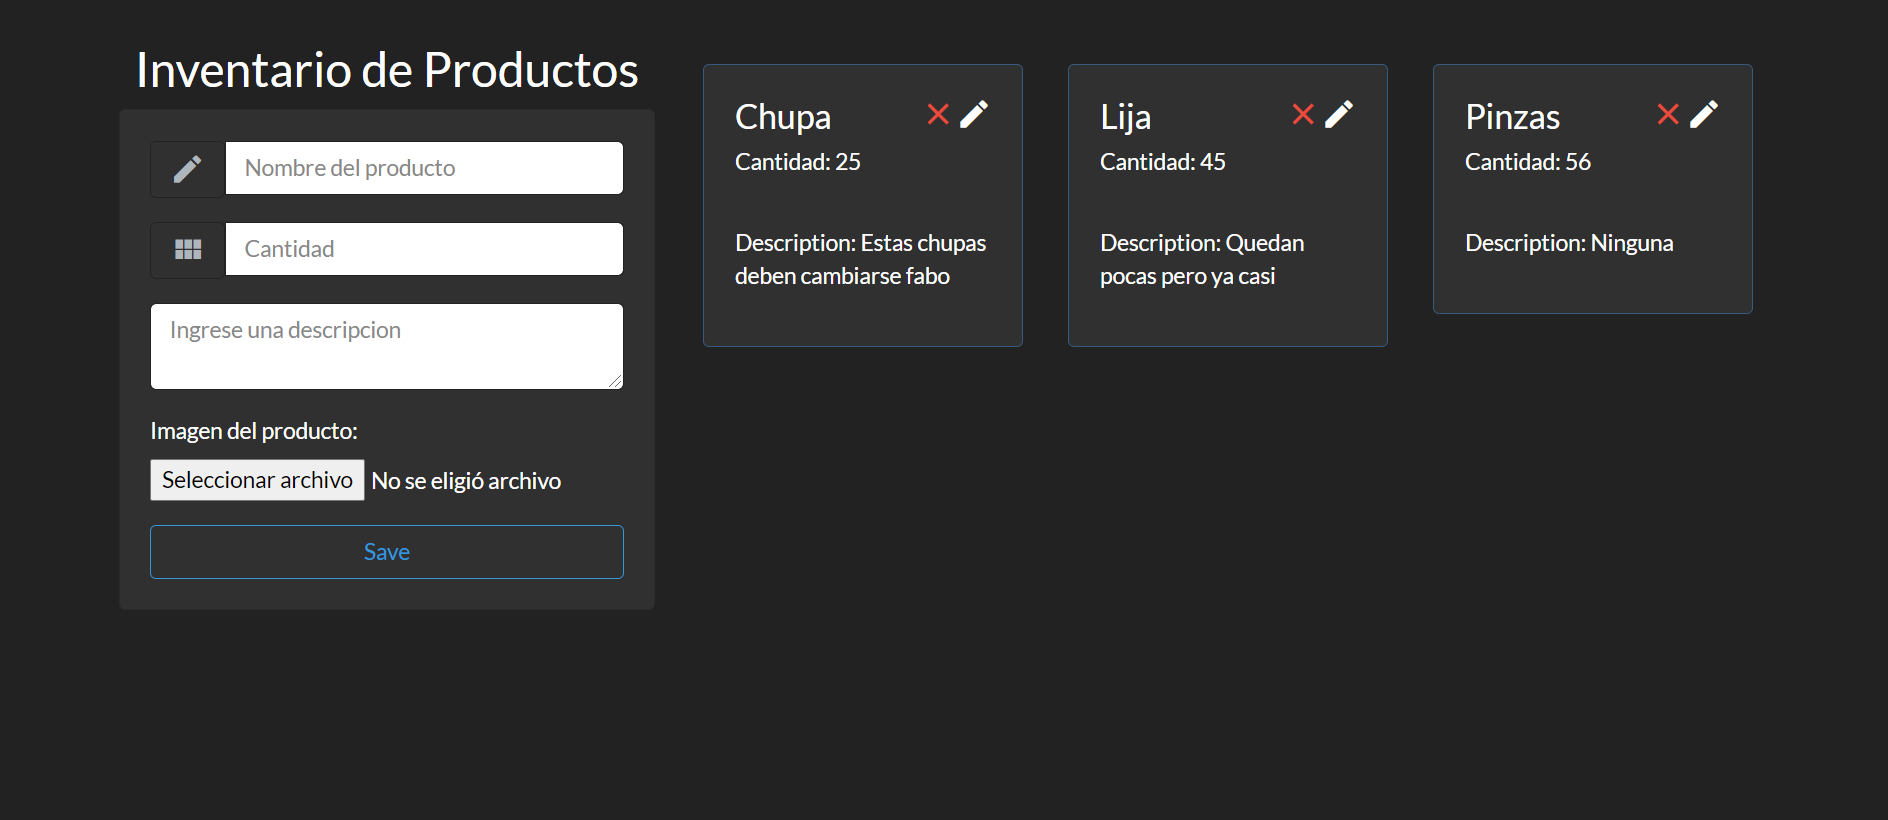 Inventario de Productos
Nombre del producto
Cantidad
Ingrese una descripcion
Imagen del producto:
Seleccionar archivo No se eligió archivo
Save
Chupa
Cantidad: 25
Description: Estas chupas
deben cambiarse fabo
Lija
Cantidad: 45
Description: Quedan
pocas pero ya casi
Pinzas
Cantidad: 56
Description: Ninguna